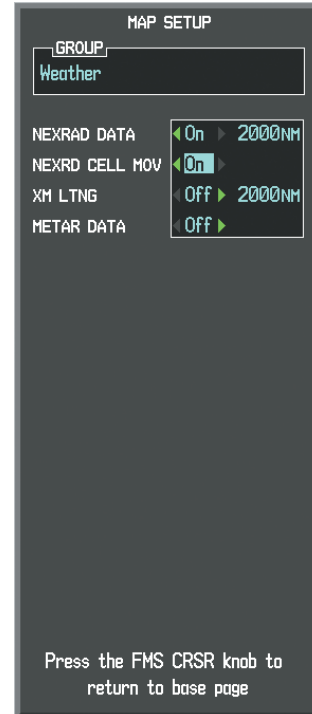 MAP SETUP
GROUP
Weather
NEXRAD DATA On 2000NM
NEXRD CELL MOV On
XM LTNG Off 2000NM
METAR DATA Off
Press the FMS CRSR knob to
return to base page